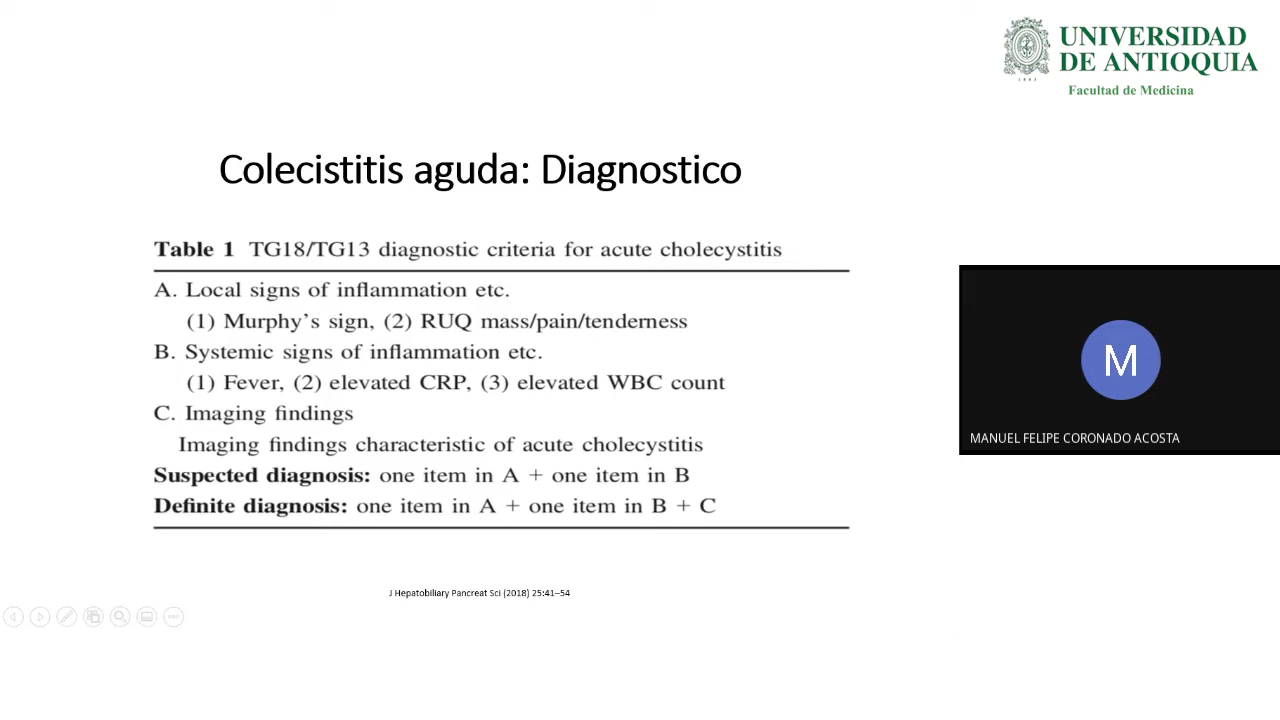 UNIVERSIDAD
DE ANTIOQUIA
1803
Facultad de Medicina
Colecistitis aguda: Diagnostico
Table 1 TG18/TG13 diagnostic criteria for acute cholecystitis
A. Local signs of inflammation etc.
(1) Murphy’s sign, (2) RUQ mass/pain/tenderness
B. Systemic signs of inflammation etc.
(1) Fever, (2) elevated CRP, (3) elevated WBC count
C. Imaging findings
Imaging findings characteristic of acute cholecystitis
Suspected diagnosis: one item in A + one item in B
Definite diagnosis: one item in A + one item in B + C
J Hepatobiliary Pancreat Sci (2018) 25:41–54
M
MANUEL FELIPE CORONADO ACOSTA